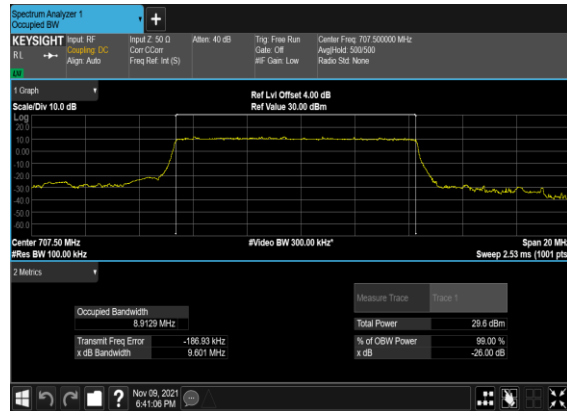 Spectrum Analyzer 1
Occupied BW
+
KEYSIGHT Input: RF Input Z: 50 Ω Atten: 40 dB Trig: Free Run Center Freq: 707.500000 MHz
R L Coupling: DC Corr CCorr Gate: Off Avg|Hold: 500/500
Align: Auto Freq Ref: Int (S) #IF Gain: Low Radio Std: None
1 Graph Ref Lvl Offset 4.00 dB
Scale/Div 10.0 dB Ref Value 30.00 dBm
Log
20.0
10.0
0.00
-10.0
-20.0
-30.0
-40.0
-50.0
-60.0
Center 707.50 MHz #Video BW 300.00 kHz* Span 20 MHz
#Res BW 100.00 kHz Sweep 2.53 ms (1001 pts
2 Metrics
Measure Trace Trace 1
Occupied Bandwidth
8.9129 MHz Total Power 29.6 dBm
Transmit Freq Error -186.93 kHz % of OBW Power 99.00 %
x dB Bandwidth 9.601 MHz x dB -26.00 dB
? Nov 09, 2021
6:41:06 PM